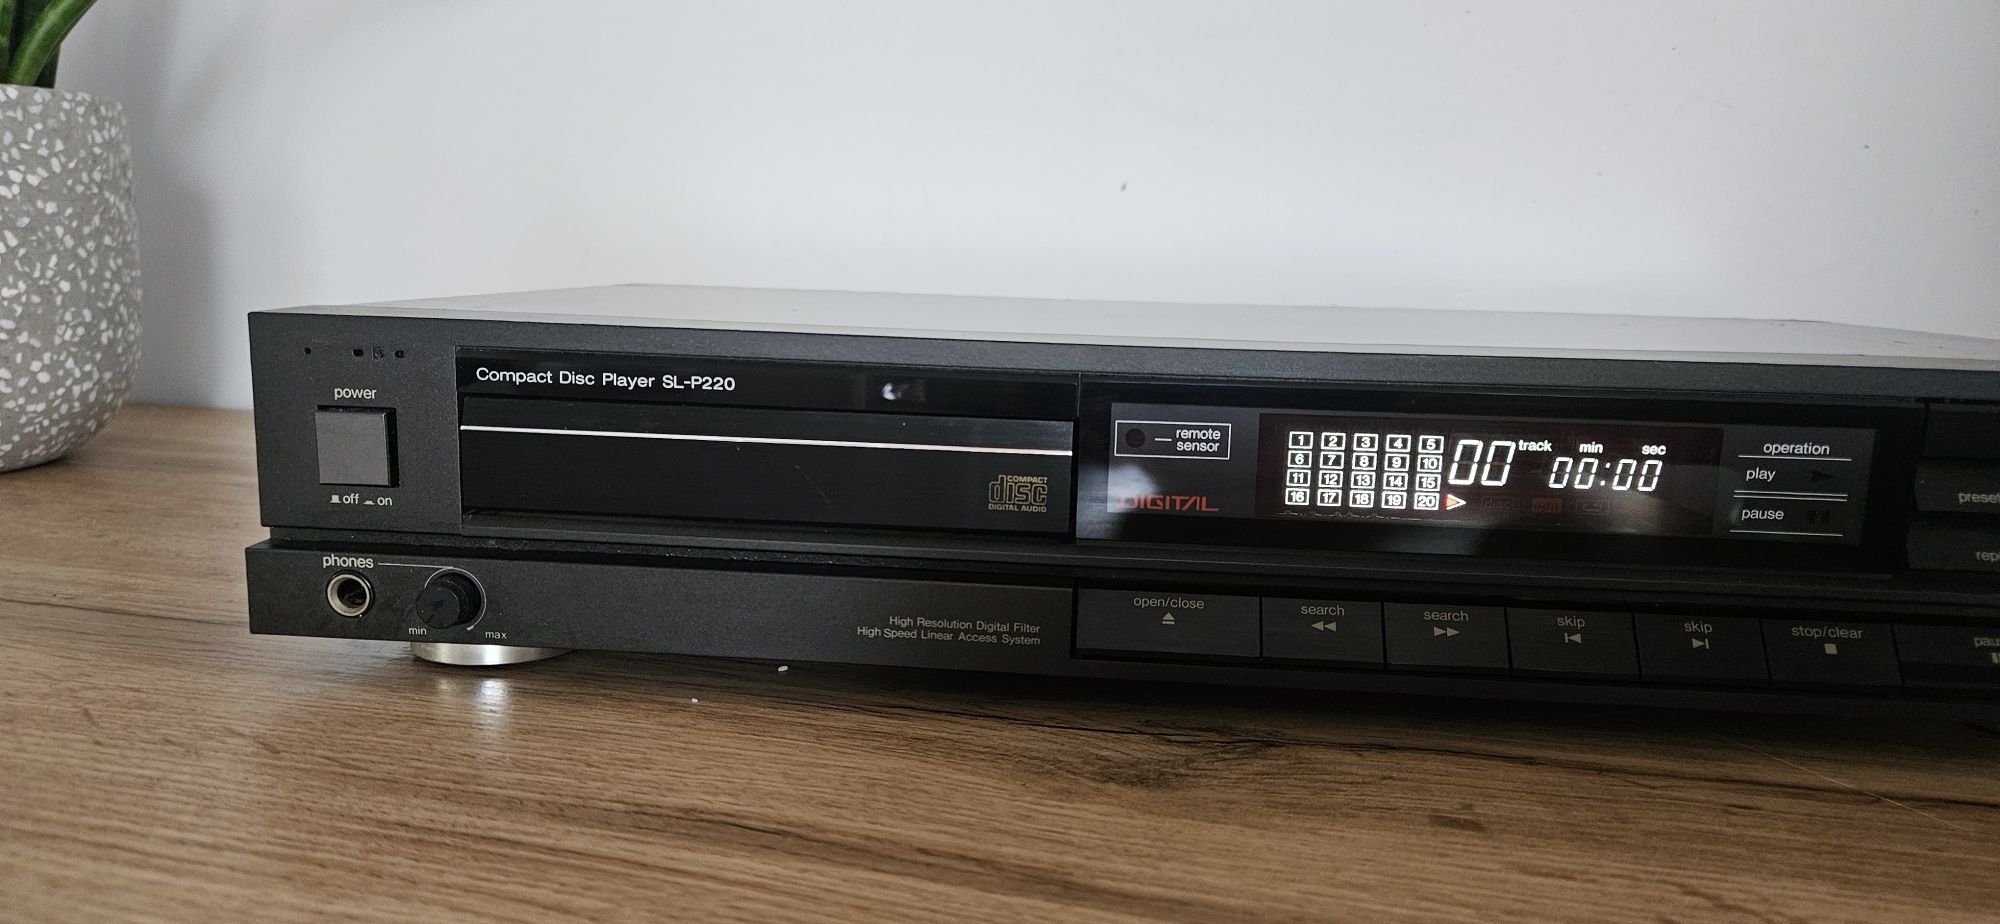 Compact Disc Player SL-P220
power
off on
COMPACT
disc
DIGITAL AUDIO
remote
sensor
DIGITAL
1 2 3 4 5
6 7 8 9 10
11 12 13 14 15
16 17 18 19 20
00 track
min sec
00:00
operation
play
pause
phones
min max
High Resolution Digital Filter
High Speed Linear Access System
open/close
search
search
skip
skip
stop/clear